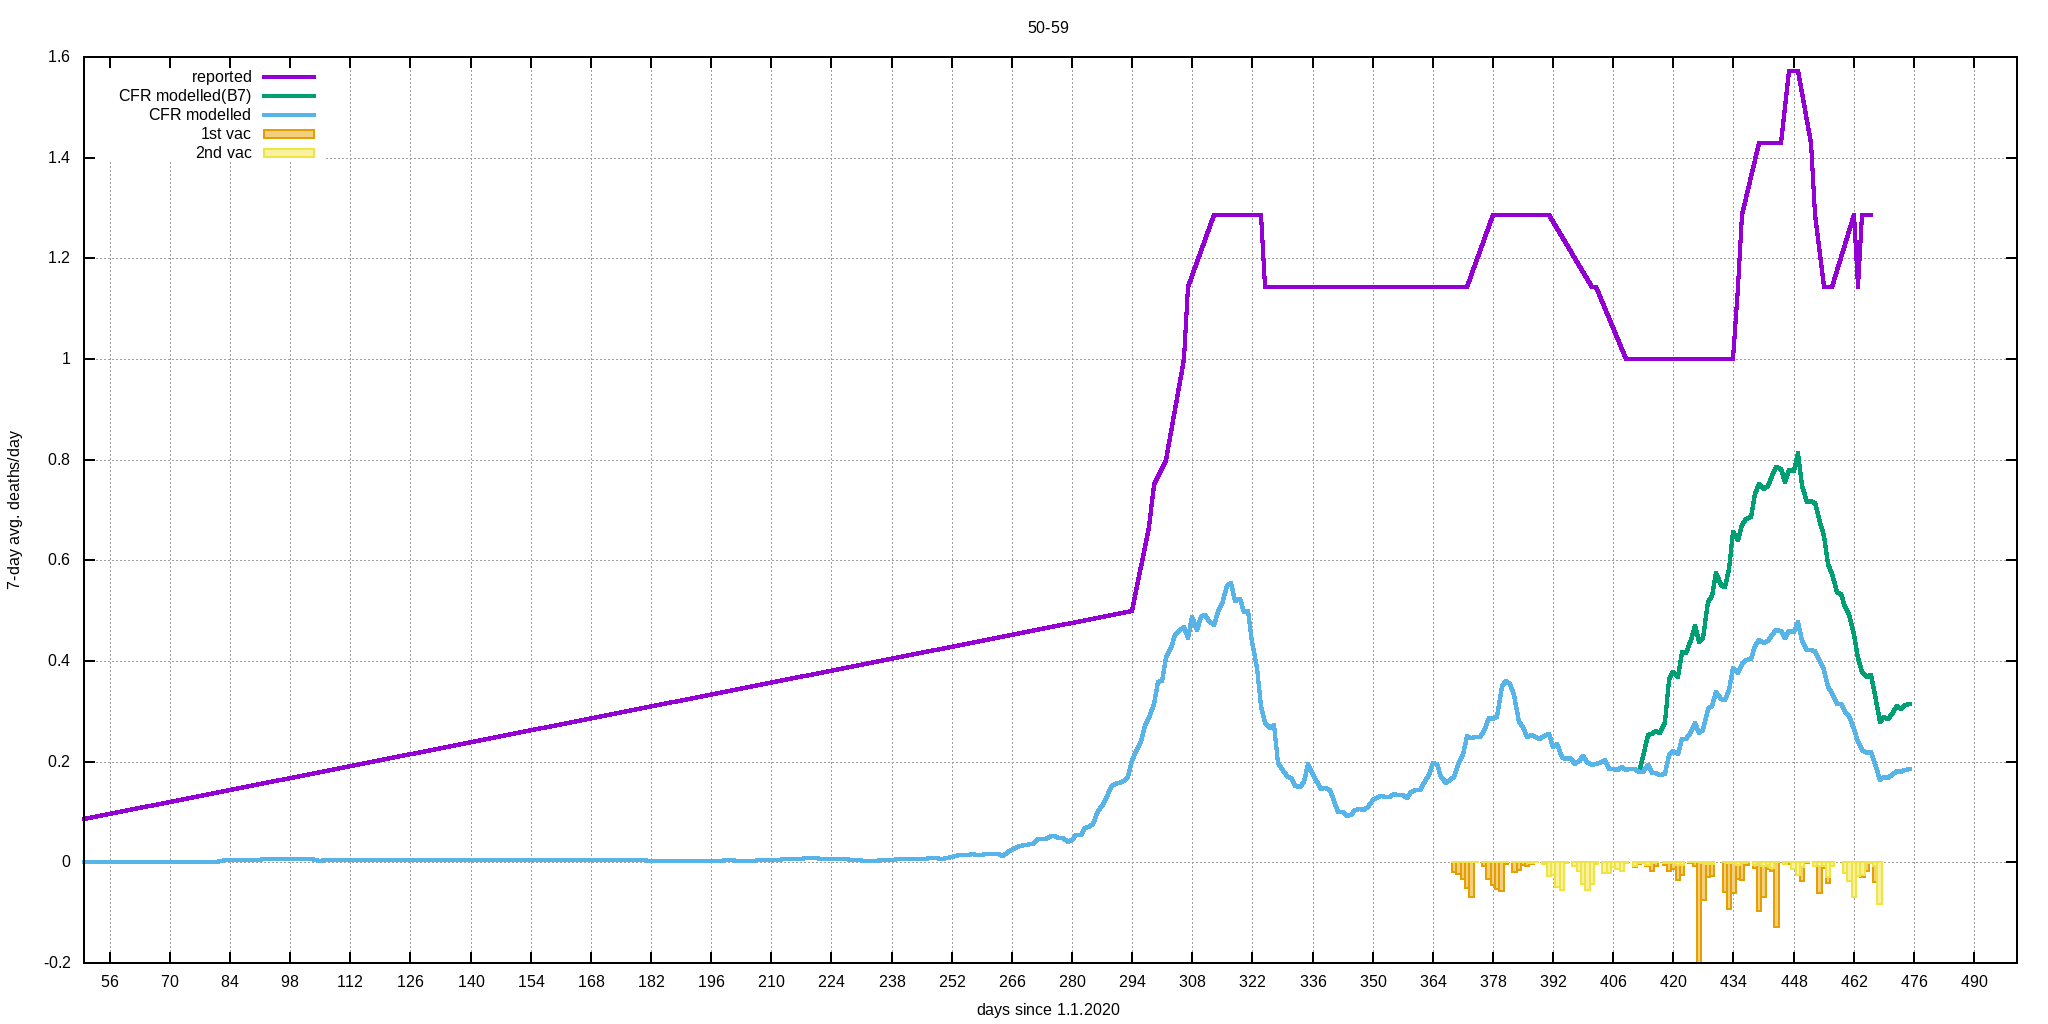 50-59
1.6
1.4
1.2
1
0.8
0.6
0.4
0.2
0
-0.2
7-day avg. deaths/day
reported
CFR modelled(B7)
CFR modelled
1st vac
2nd vac
56 70 84 98 112 126 140 154 168 182 196 210 224 238 252 266 280 294 308 322 336 350 364 378 392 406 420 434 448 462 476 490
days since 1.1.2020